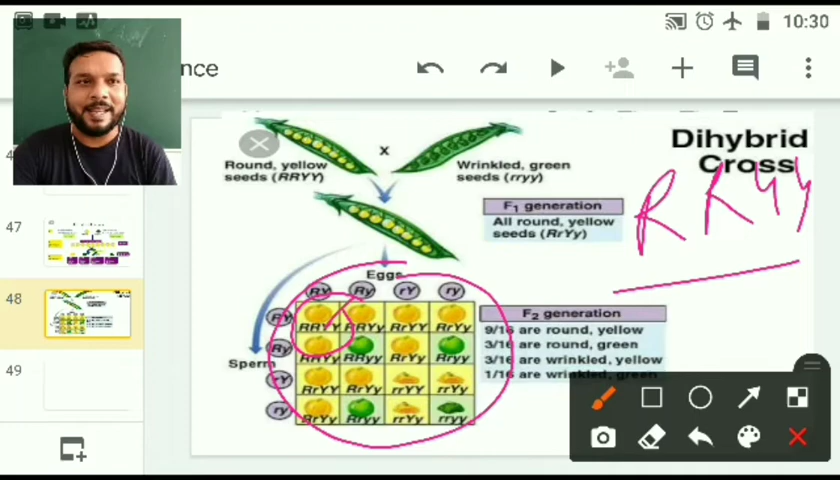 10:30
nce
47
48
49
Dihybrid
Cross
Round, yellow
seeds (RRYY)
x
Wrinkled, green
seeds (rryy)
RRYY
F1 generation
All round, yellow
seeds (RrYy)
Eggs
RY Ry rY ry
Sperm
RY RRYY RRYy RrYY RrYy
Ry RRYy RRyy RrYy Rryy
rY RrYY RrYy rrYY rrYy
ry RrYy Rryy rrYy rryy
F2 generation
9/16 are round, yellow
3/16 are round, green
3/16 are wrinkled, yellow
1/16 are wrinkled, green